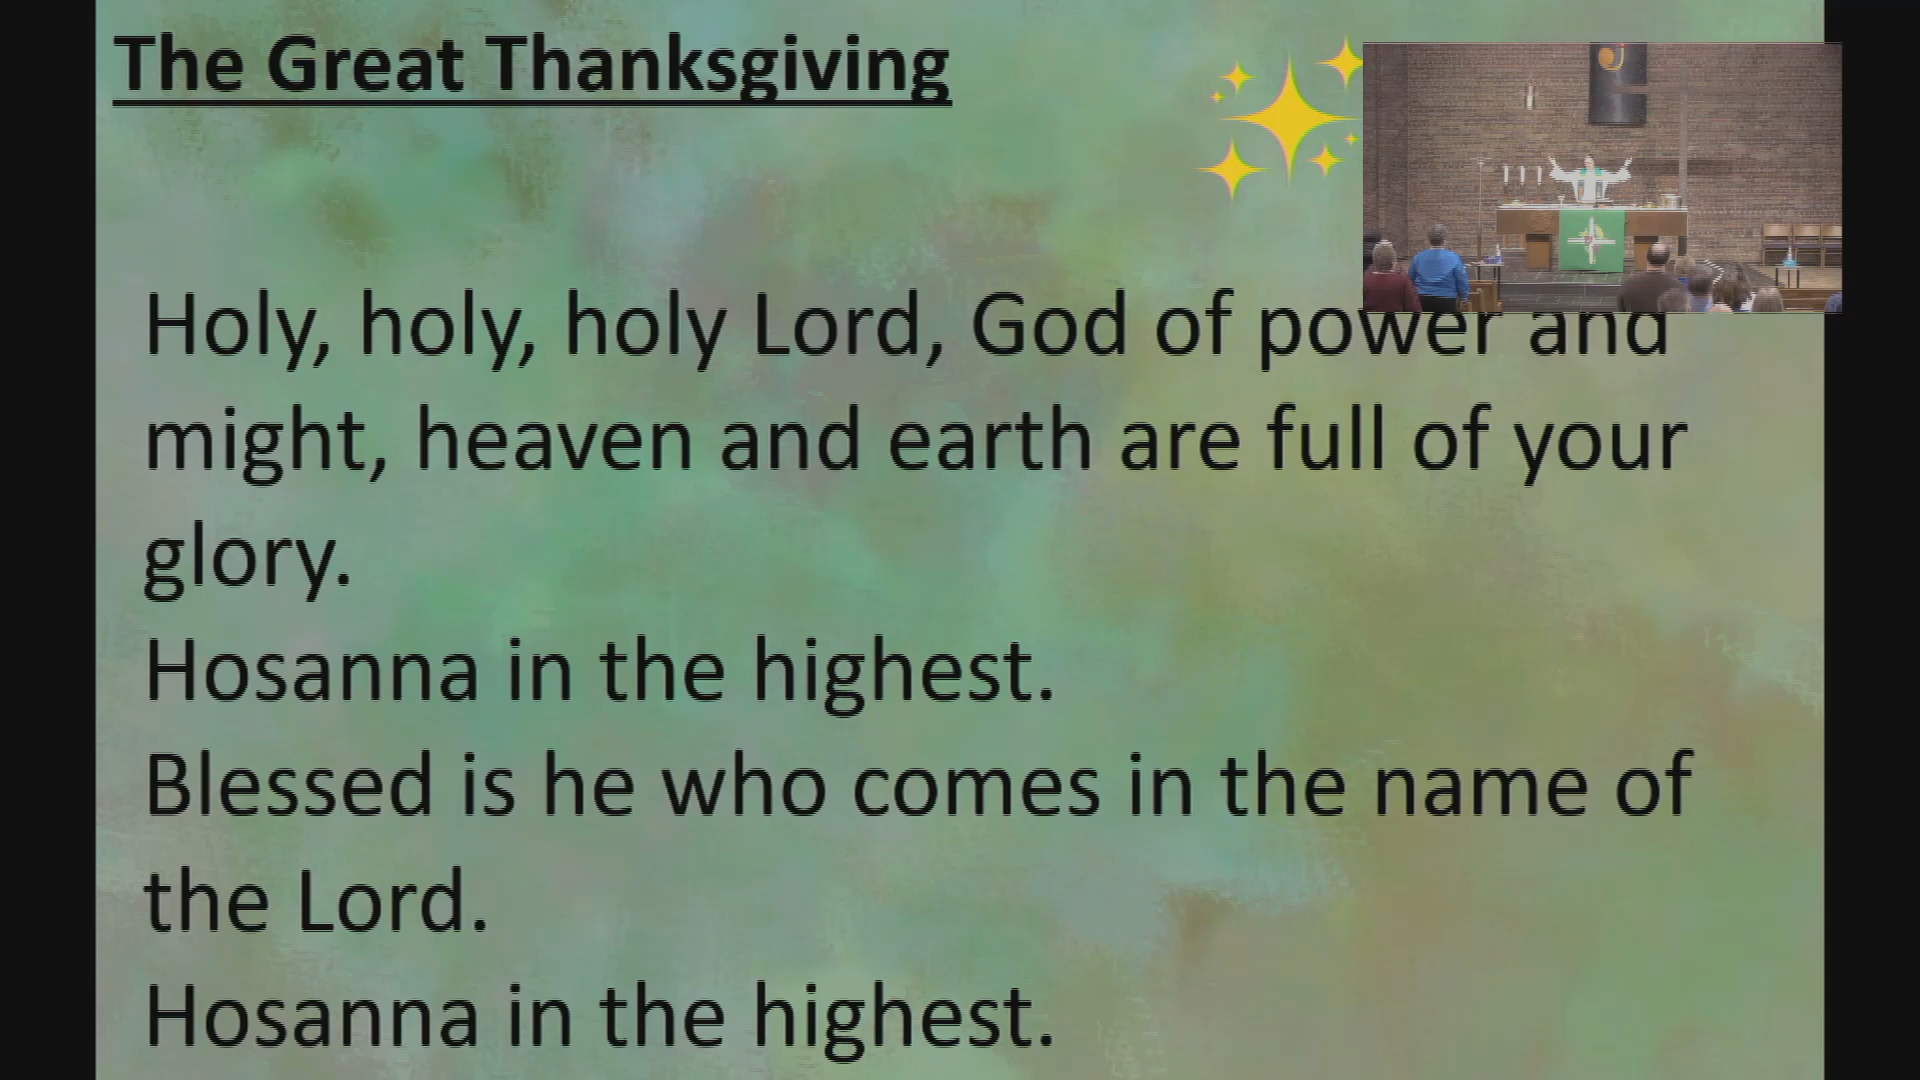 The Great Thanksgiving
Holy, holy, holy Lord, God of power and
might, heaven and earth are full of your
glory.
Hosanna in the highest.
Blessed is he who comes in the name of
the Lord.
Hosanna in the highest.